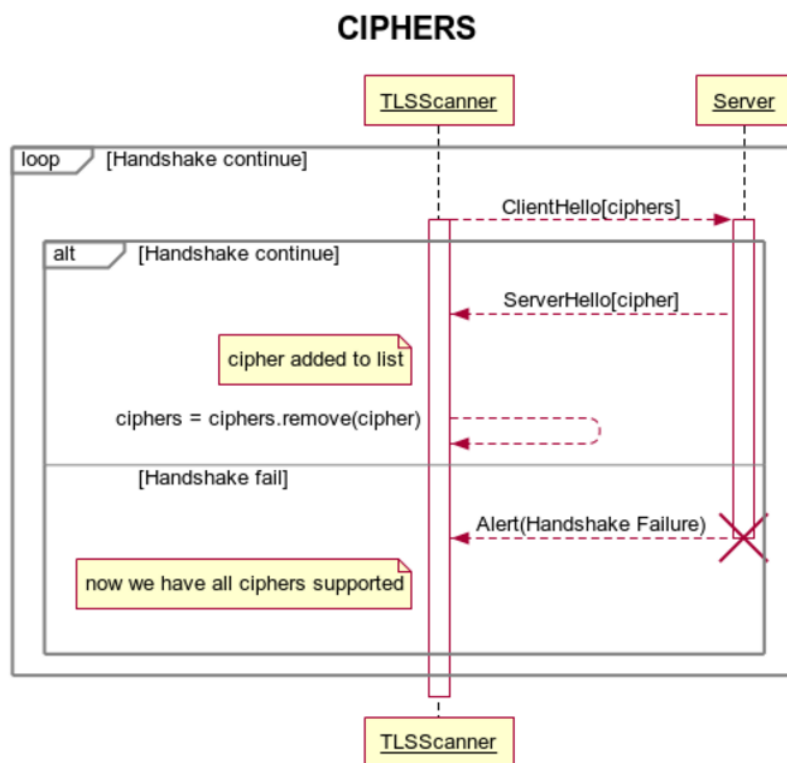 CIPHERS
TLSScanner
Server
loop
[Handshake continue]
ClientHello[ciphers]
alt
[Handshake continue]
ServerHello[cipher]
cipher added to list
ciphers = ciphers.remove(cipher)
[Handshake fail]
Alert(Handshake Failure)
now we have all ciphers supported
TLSScanner